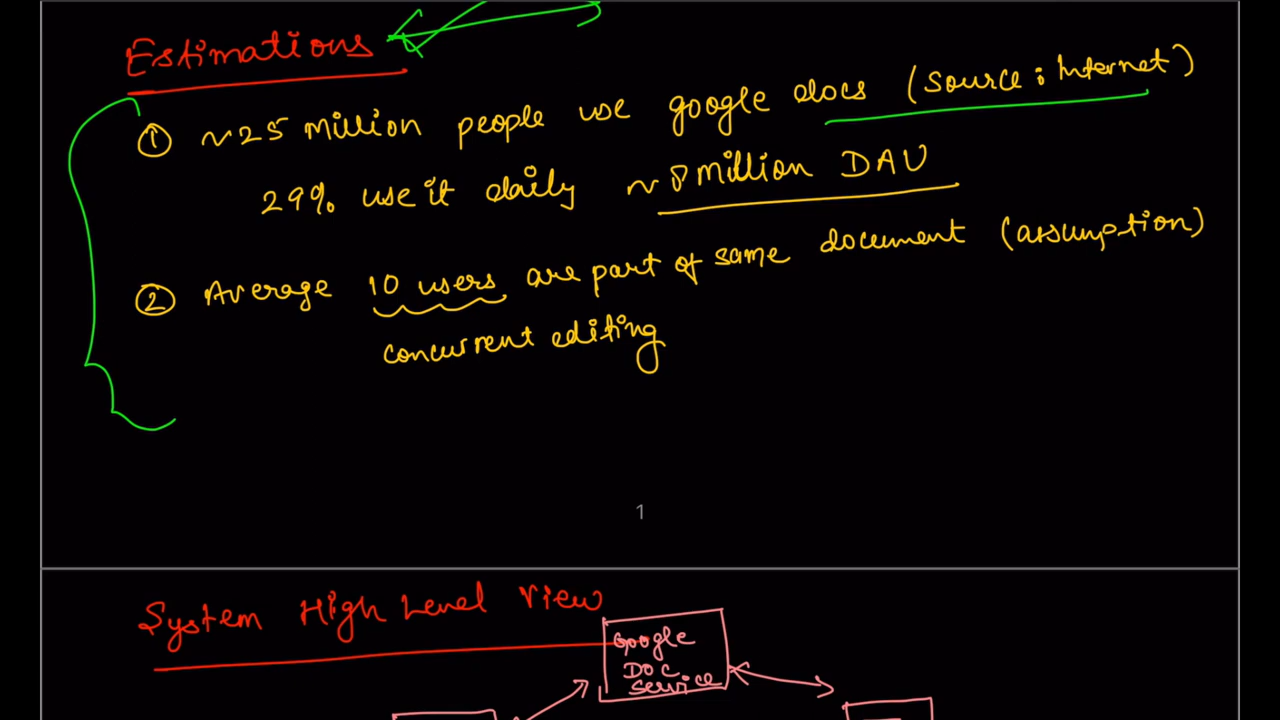 Estimations
① ~25 million people use google docs (source: Internet)
29% use it daily ~8 million DAU
② Average 10 users are part of same document (assumption)
concurrent editing
1
System High Level View
Google
DOC
Service